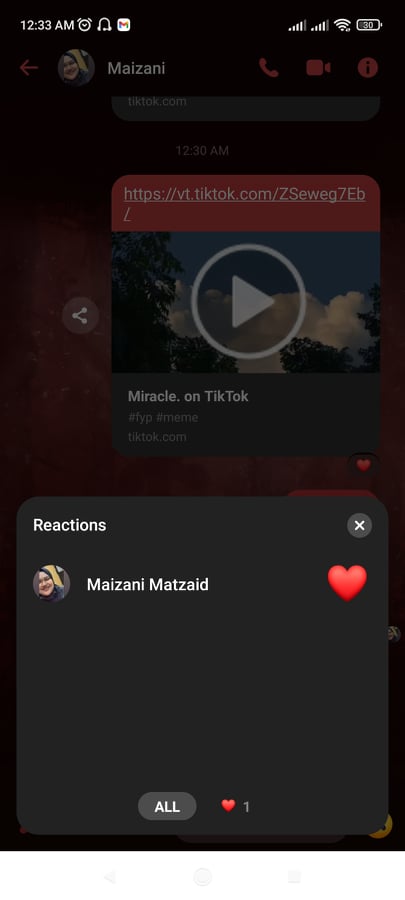 12:33 AM
30
Maizani
tiktok.com
12:30 AM
https://vt.tiktok.com/ZSeweg7Eb
/
Miracle. on TikTok
#fyp #meme
tiktok.com
Reactions
Maizani Matzaid
ALL
1